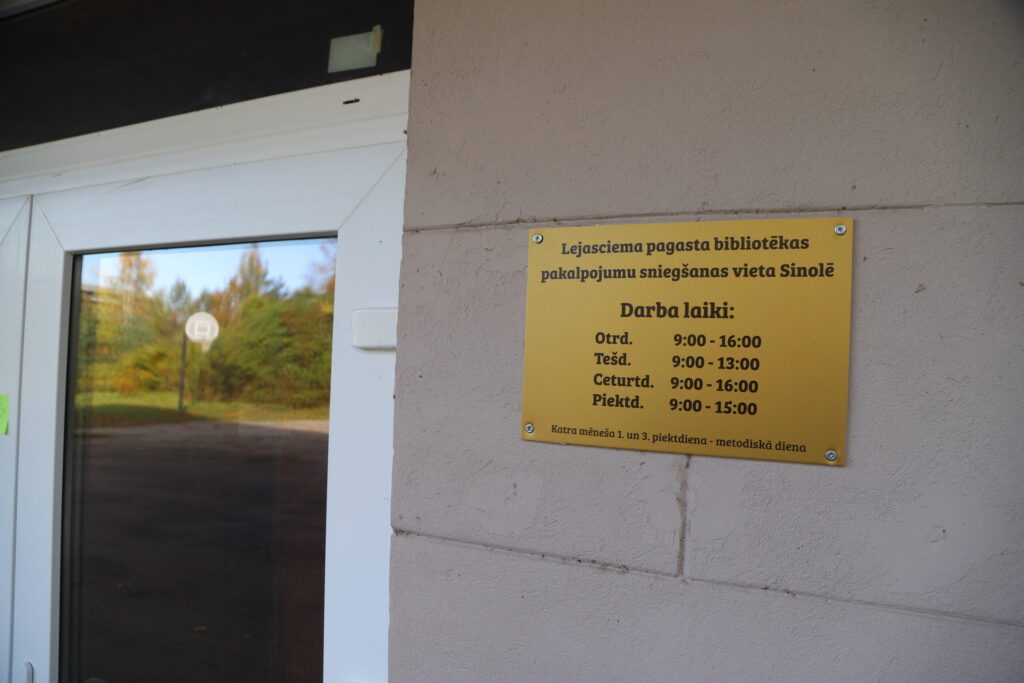 Lejasciema pagasta bibliotēkas
pakalpojumu sniegšanas vieta Sinolē
Darba laiki:
Otrd. 9:00 - 16:00
Tešd. 9:00 - 13:00
Ceturtd. 9:00 - 16:00
Piektd. 9:00 - 15:00
Katra mēneša 1. un 3. piektdiena - metodiskā diena